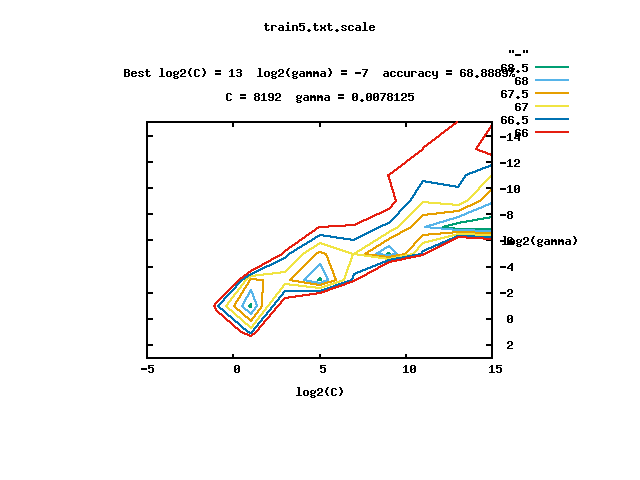 train5.txt.scale
"-"
Best log2(C) = 13 log2(gamma) = -7 accuracy = 68.8889%
68.5
68
67.5
C = 8192 gamma = 0.0078125
67
66.5
66
-14
-12
-10
-8
-6
log2(gamma)
-4
-2
0
2
-5 0 5 10 15
log2(C)